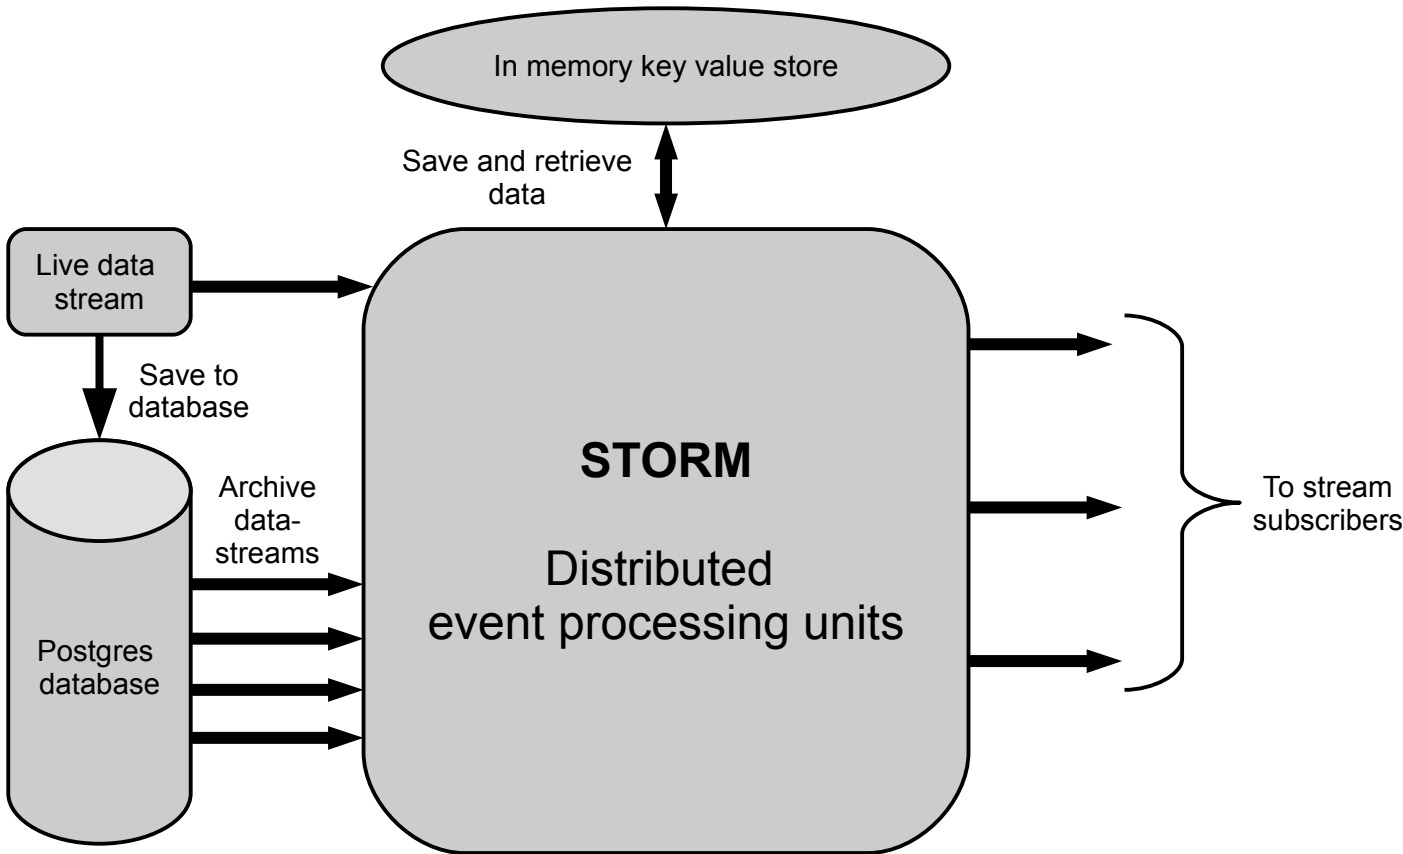 In memory key value store
Save and retrieve
data
Live data
stream
Save to
database
Archive
data-
streams
Postgres
database
STORM
Distributed
event processing units
To stream
subscribers